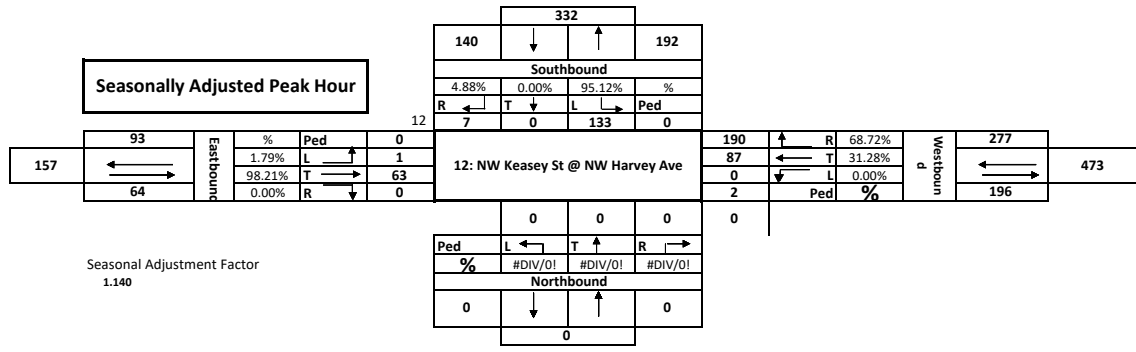 332
140 192
Southbound
Seasonally Adjusted Peak Hour
4.88% 0.00% 95.12% %
R T L Ped
12 7 0 133 0
93 % Ped 0 190 R 68.72% 277
157 Eastbound 1.79% L 1 12: NW Keasey St @ NW Harvey Ave 87 T 31.28% Westboun
d 473
98.21% T 63 0 L 0.00%
64 0.00% R 0 2 Ped % 196
0 0 0 0
Ped L T R
Seasonal Adjustment Factor % #DIV/0! #DIV/0! #DIV/0!
1.140 Northbound
0 0
0